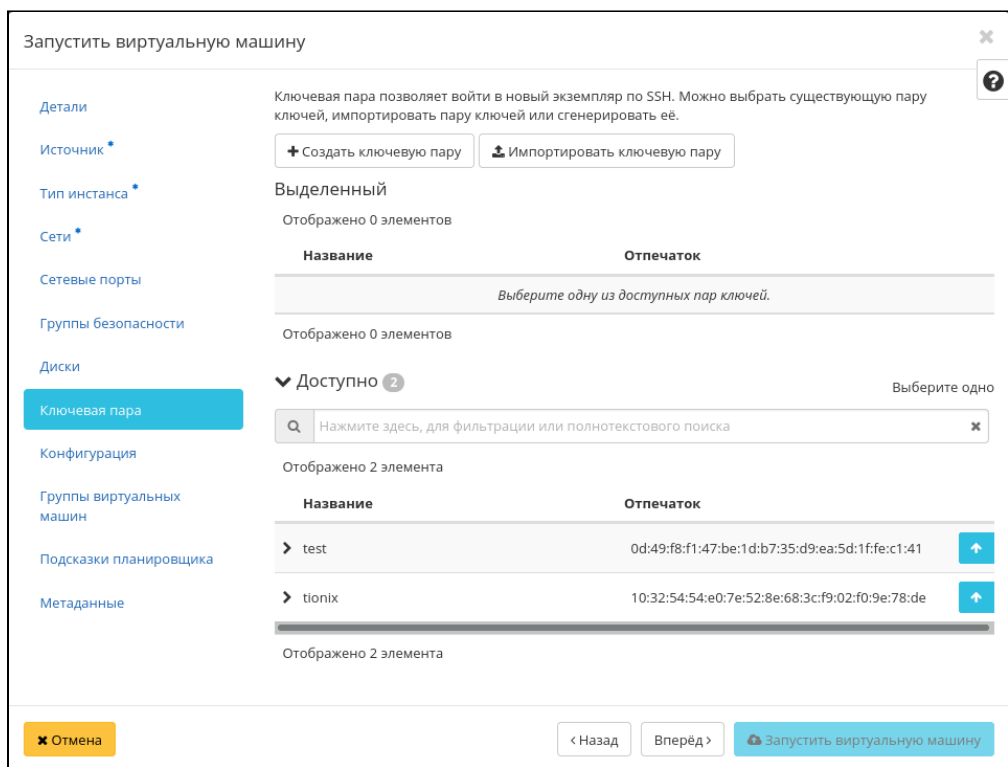 Запустить виртуальную машину
Детали
Источник *
Тип инстанса *
Сети *
Сетевые порты
Группы безопасности
Диски
Ключевая пара
Конфигурация
Группы виртуальных
машин
Подсказки планировщика
Метаданные
Ключевая пара позволяет войти в новый экземпляр по SSH. Можно выбрать существующую пару
ключей, импортировать пару ключей или сгенерировать её.
Создать ключевую пару Импортировать ключевую пару
Выделенный
Отображено 0 элементов
Название Отпечаток
Выберите одну из доступных пар ключей.
Отображено 0 элементов
Доступно 2 Выберите одно
Нажмите здесь, для фильтрации или полнотекстового поиска
Отображено 2 элемента
Название Отпечаток
test 0d:49:f8:f1:47:be:1d:b7:35:d9:ea:5d:1f:fe:c1:41
tionix 10:32:54:54:e0:7e:52:8e:68:3c:f9:02:f0:9e:78:de
Отображено 2 элемента
Отмена ‹ Назад Вперёд › Запустить виртуальную машину